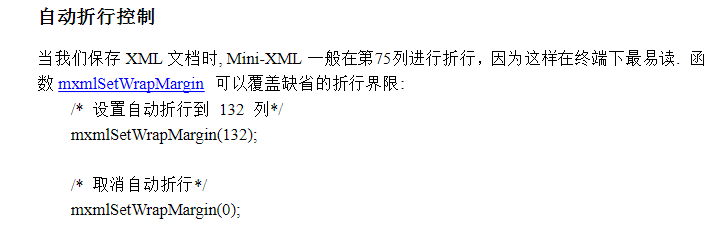 自动折行控制
当我们保存 XML 文档时, Mini-XML 一般在第75列进行折行，因为这样在终端下最易读. 函
数 mxmlSetWrapMargin 可以覆盖缺省的折行界限:
/* 设置自动折行到 132 列*/
mxmlSetWrapMargin(132);
/* 取消自动折行*/
mxmlSetWrapMargin(0);